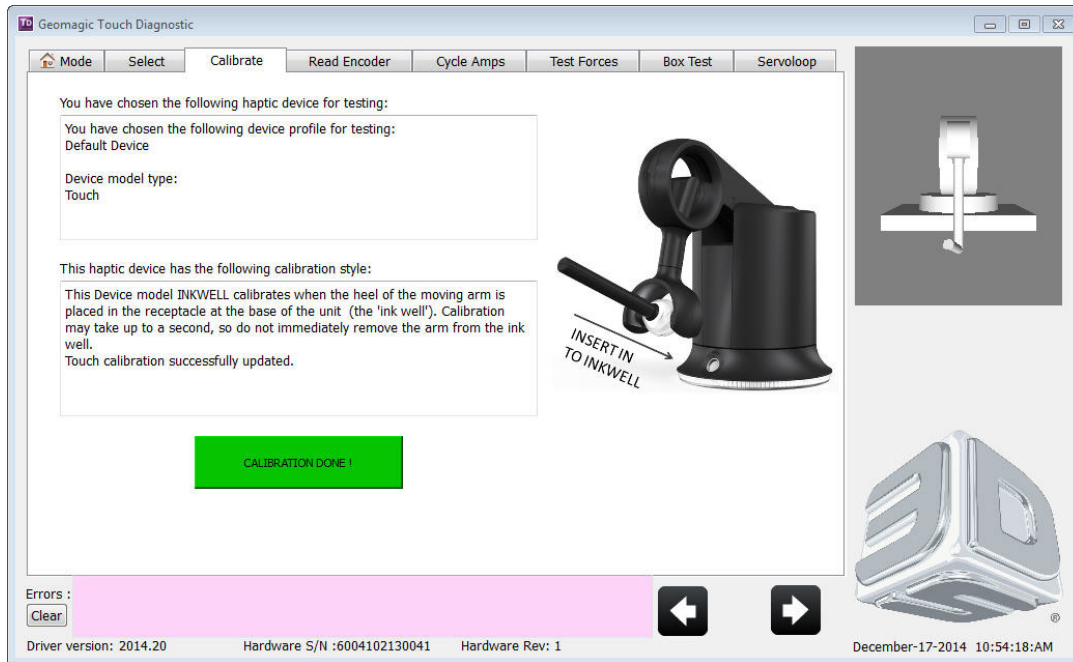 Geomagic Touch Diagnostic
Mode Select Calibrate Read Encoder Cycle Amps Test Forces Box Test Servoloop
You have chosen the following haptic device for testing:
You have chosen the following device profile for testing:
Default Device
Device model type:
Touch
This haptic device has the following calibration style:
This Device model INKWELL calibrates when the heel of the moving arm is
placed in the receptacle at the base of the unit (the 'ink well'). Calibration
may take up to a second, so do not immediately remove the arm from the ink
well.
Touch calibration successfully updated.
INSERT IN
TO INKWELL
CALIBRATION DONE !
Errors :
Clear
Driver version: 2014.20 Hardware S/N :6004102130041 Hardware Rev: 1
December-17-2014 10:54:18:AM
TD
3DS
®